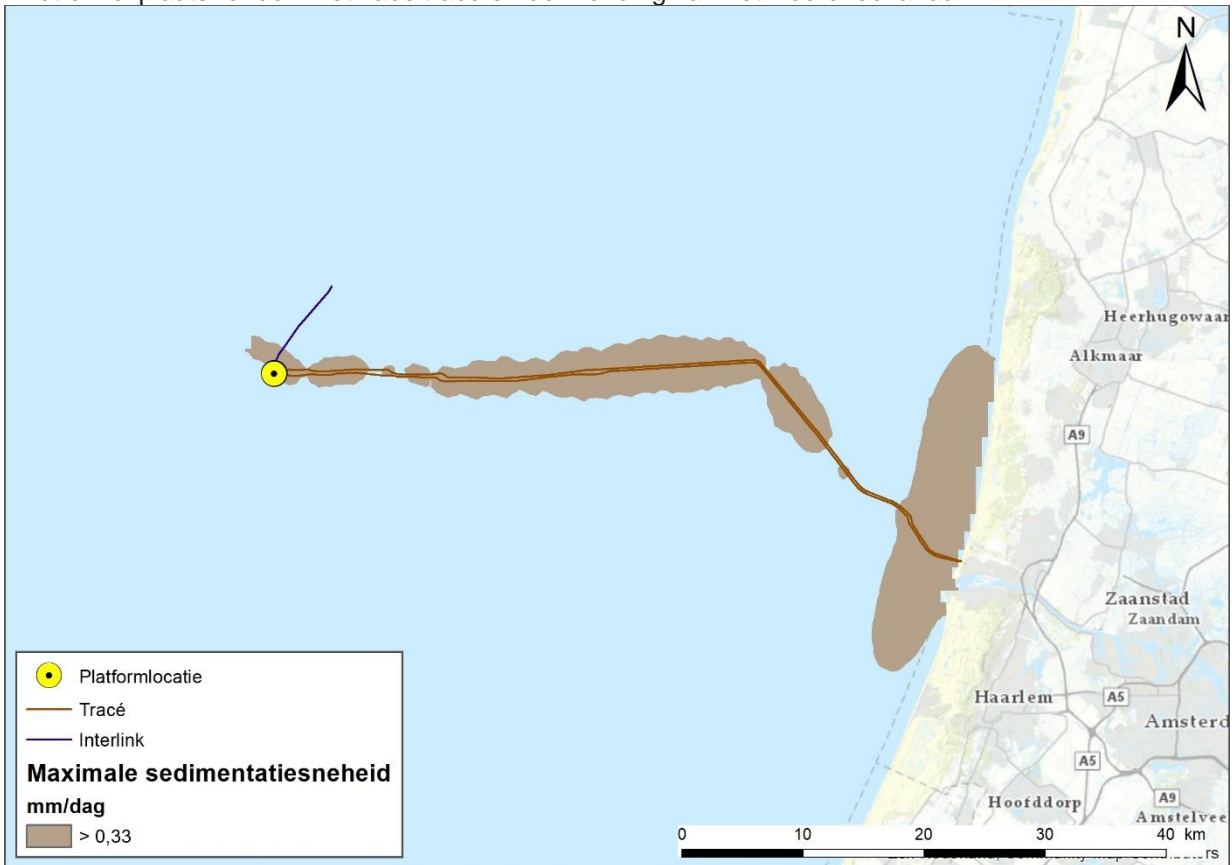 N
Heerhugowaar
Alkmaar
A9
Zaanstad
Zaandam
Haarlem
A5
Amsterd
A5
Hoofddorp
A9
Amstelvee
Platformlocatie
Tracé
Interlink
Maximale sedimentatiesneheid
mm/dag
> 0,33
0 10 20 30 40 km